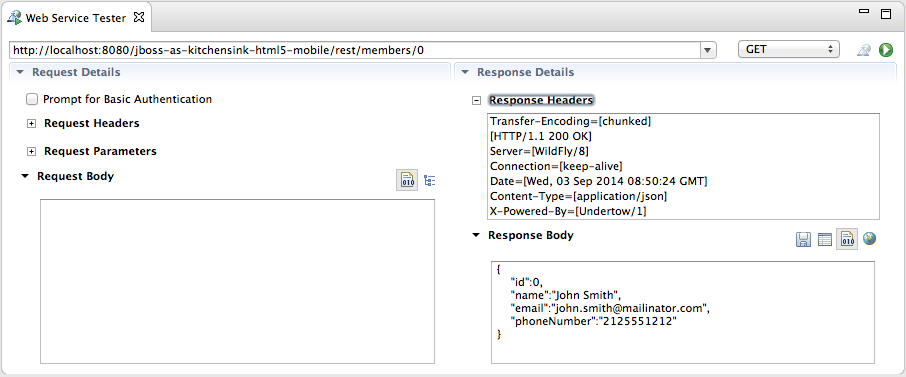 Web Service Tester
http://localhost:8080/jboss-as-kitchensink-html5-mobile/rest/members/0
GET
Request Details
Prompt for Basic Authentication
Request Headers
Request Parameters
Request Body
010
Response Details
Response Headers
Transfer-Encoding=[chunked]
[HTTP/1.1 200 OK]
Server=[WildFly/8]
Connection=[keep-alive]
Date=[Wed, 03 Sep 2014 08:50:24 GMT]
Content-Type=[application/json]
X-Powered-By=[Undertow/1]
Response Body
010
{
"id":0,
"name":"John Smith",
"email":"john.smith@mailinator.com",
"phoneNumber":"2125551212"
}